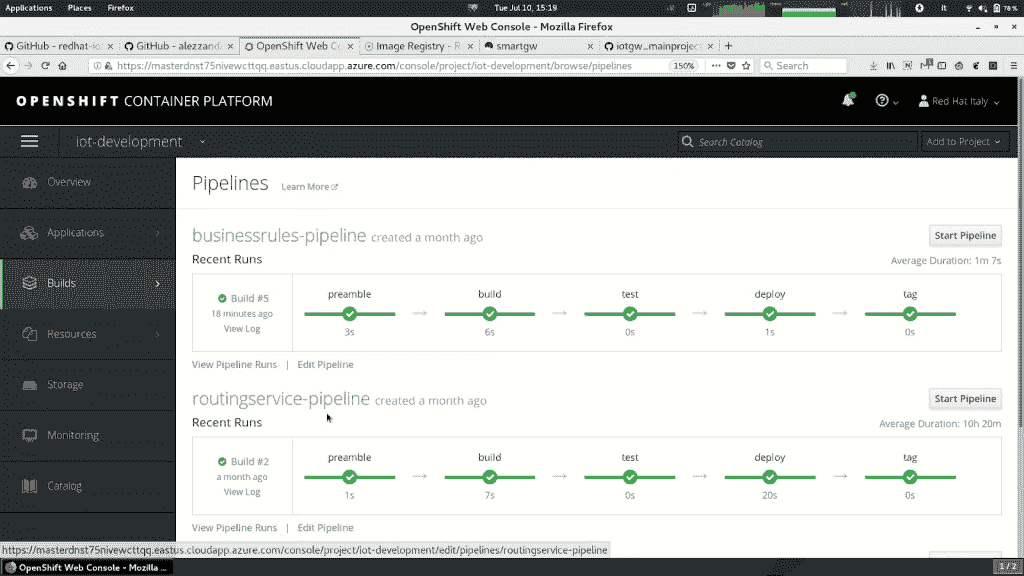 Applications Places Firefox Tue Jul 10, 15:19 it 78 %
OpenShift Web Console - Mozilla Firefox
GitHub - redhat-io × GitHub - alezzand × OpenShift Web Co × Image Registry - R × smartgw × iotgw_mainprojec × +
https://masterdnst75nivewcttqq.eastus.cloudapp.azure.com/console/project/iot-development/browse/pipelines 150% Search
OPENSHIFT CONTAINER PLATFORM Red Hat Italy
iot-development Search Catalog Add to Project
Overview
Applications
Builds
Resources
Storage
Monitoring
Catalog
Pipelines Learn More
businessrules-pipeline created a month ago Start Pipeline
Recent Runs Average Duration: 1m 7s
Build #5
18 minutes ago
View Log
preamble build test deploy tag
3s 6s 0s 1s 0s
View Pipeline Runs | Edit Pipeline
routingservice-pipeline created a month ago Start Pipeline
Recent Runs Average Duration: 10h 20m
Build #2
a month ago
View Log
preamble build test deploy tag
1s 7s 0s 20s 0s
View Pipeline Runs | Edit Pipeline
https://masterdnst75nivewcttqq.eastus.cloudapp.azure.com/console/project/iot-development/edit/pipelines/routingservice-pipeline
OpenShift Web Console - Mozilla ... 1 / 2